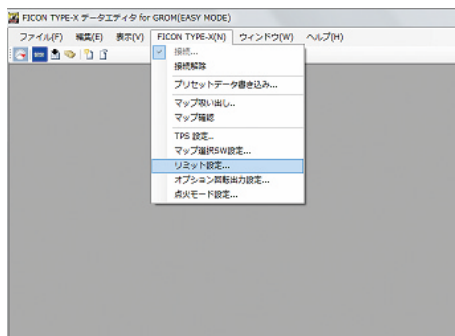 FICON TYPE-X データエディタ for GROM(EASY MODE)
ファイル(F) 編集(E) 表示(V) FICON TYPE-X(N) ウィンドウ(W) ヘルプ(H)
接続...
接続解除
プリセットデータ書き込み...
マップ吸い出し..
マップ確認
TPS 設定..
マップ選択SW設定...
リミット設定...
オプション回転出力設定...
点火モード設定...